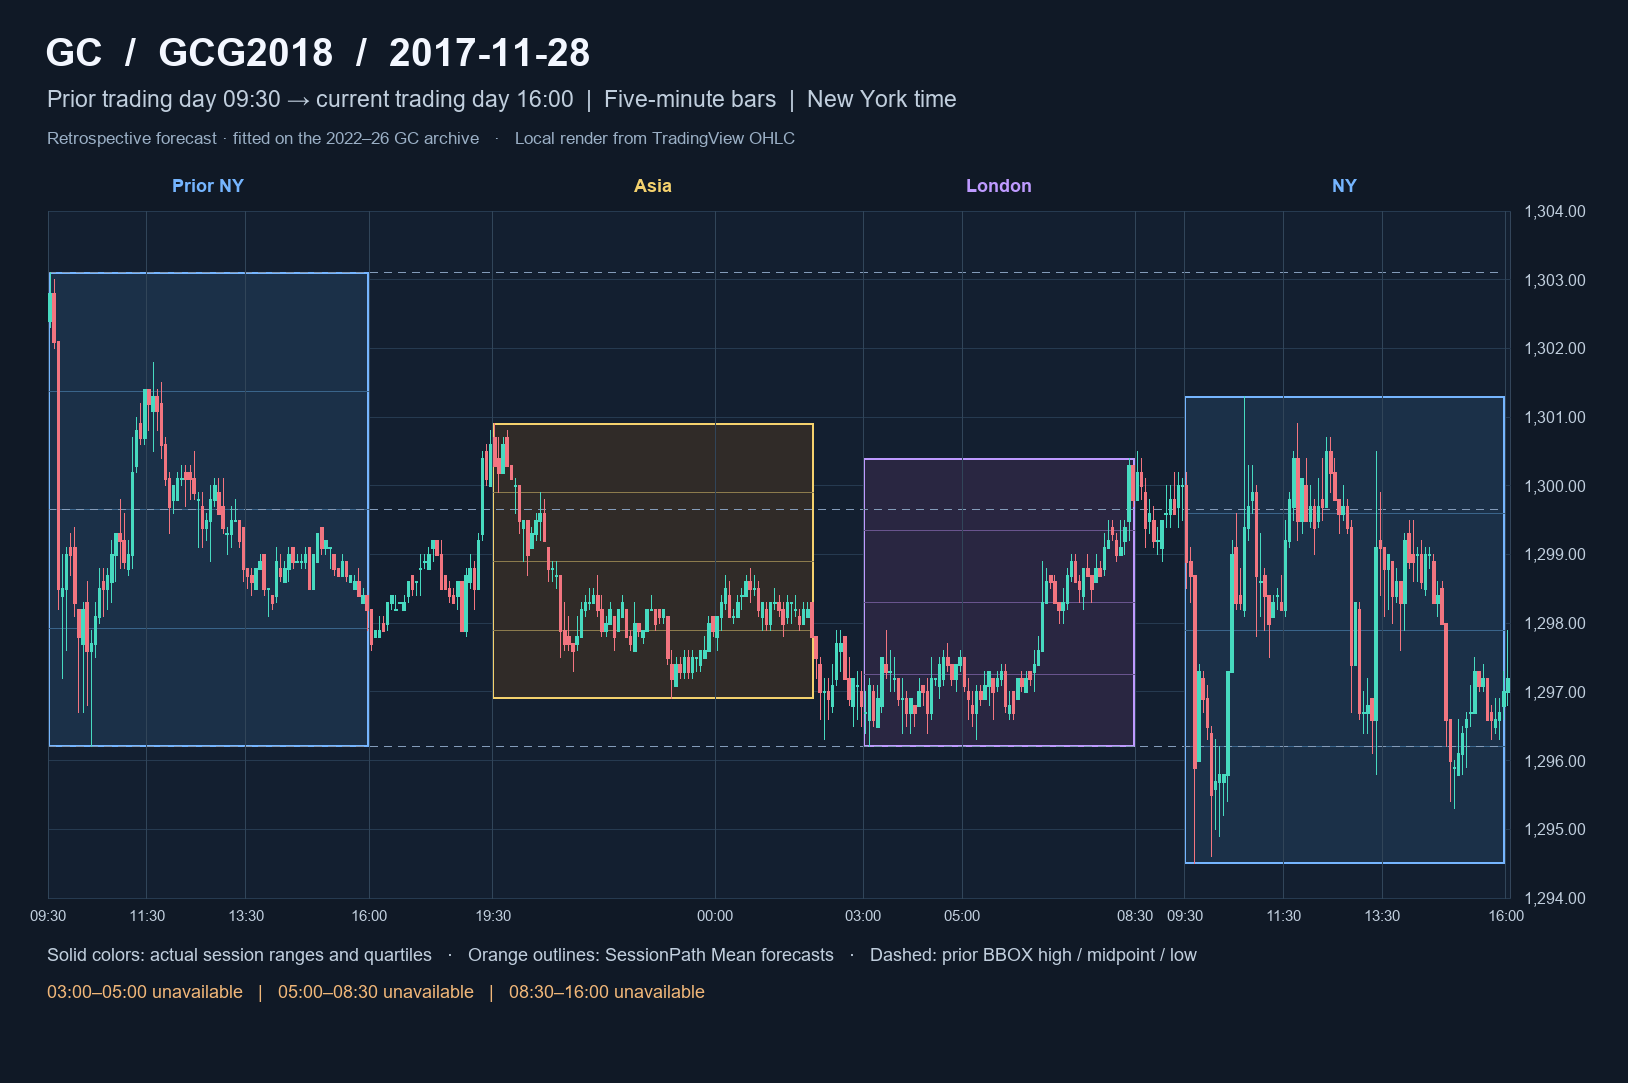 GC / GCG2018 / 2017-11-28
Prior trading day 09:30 → current trading day 16:00 | Five-minute bars | New York time
Retrospective forecast · fitted on the 2022–26 GC archive · Local render from TradingView OHLC
Prior NY
Asia
London
NY
1,304.00
1,303.00
1,302.00
1,301.00
1,300.00
1,299.00
1,298.00
1,297.00
1,296.00
1,295.00
1,294.00
09:30 11:30 13:30 16:00 19:30 00:00 03:00 05:00 08:30 09:30 11:30 13:30 16:00
Solid colors: actual session ranges and quartiles · Orange outlines: SessionPath Mean forecasts · Dashed: prior BBOX high / midpoint / low
03:00–05:00 unavailable | 05:00–08:30 unavailable | 08:30–16:00 unavailable